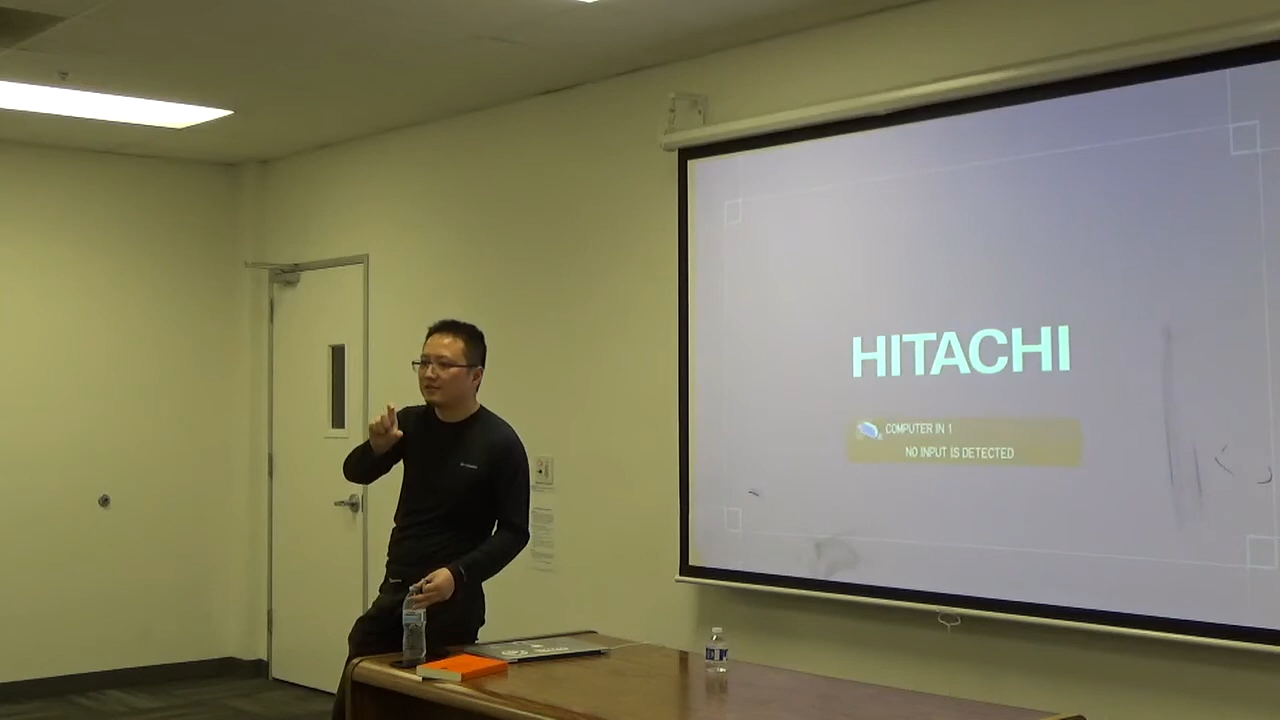 HITACHI
COMPUTER IN 1
NO INPUT IS DETECTED